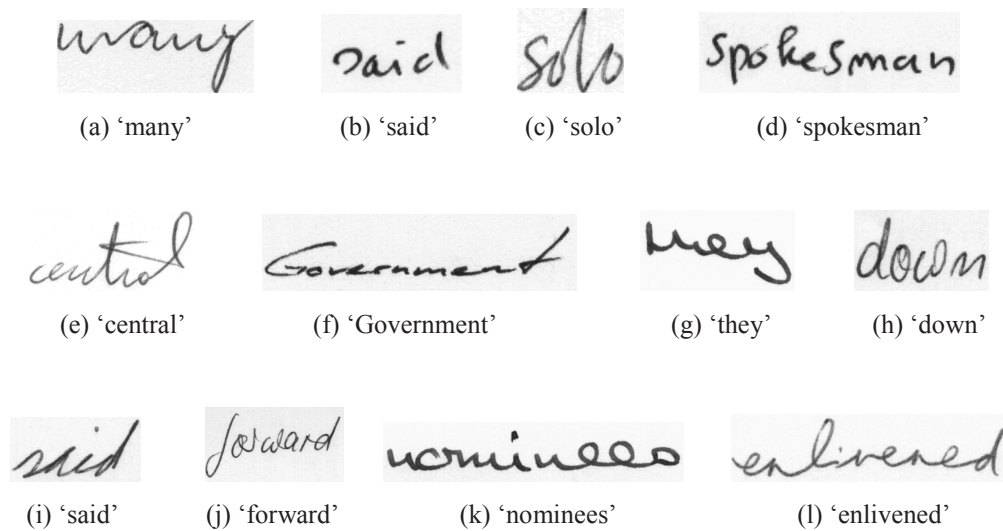 many said solo spokesman
(a) ‘many’ (b) ‘said’ (c) ‘solo’ (d) ‘spokesman’
central Government they down
(e) ‘central’ (f) ‘Government’ (g) ‘they’ (h) ‘down’
said forward nominees enlivened
(i) ‘said’ (j) ‘forward’ (k) ‘nominees’ (l) ‘enlivened’